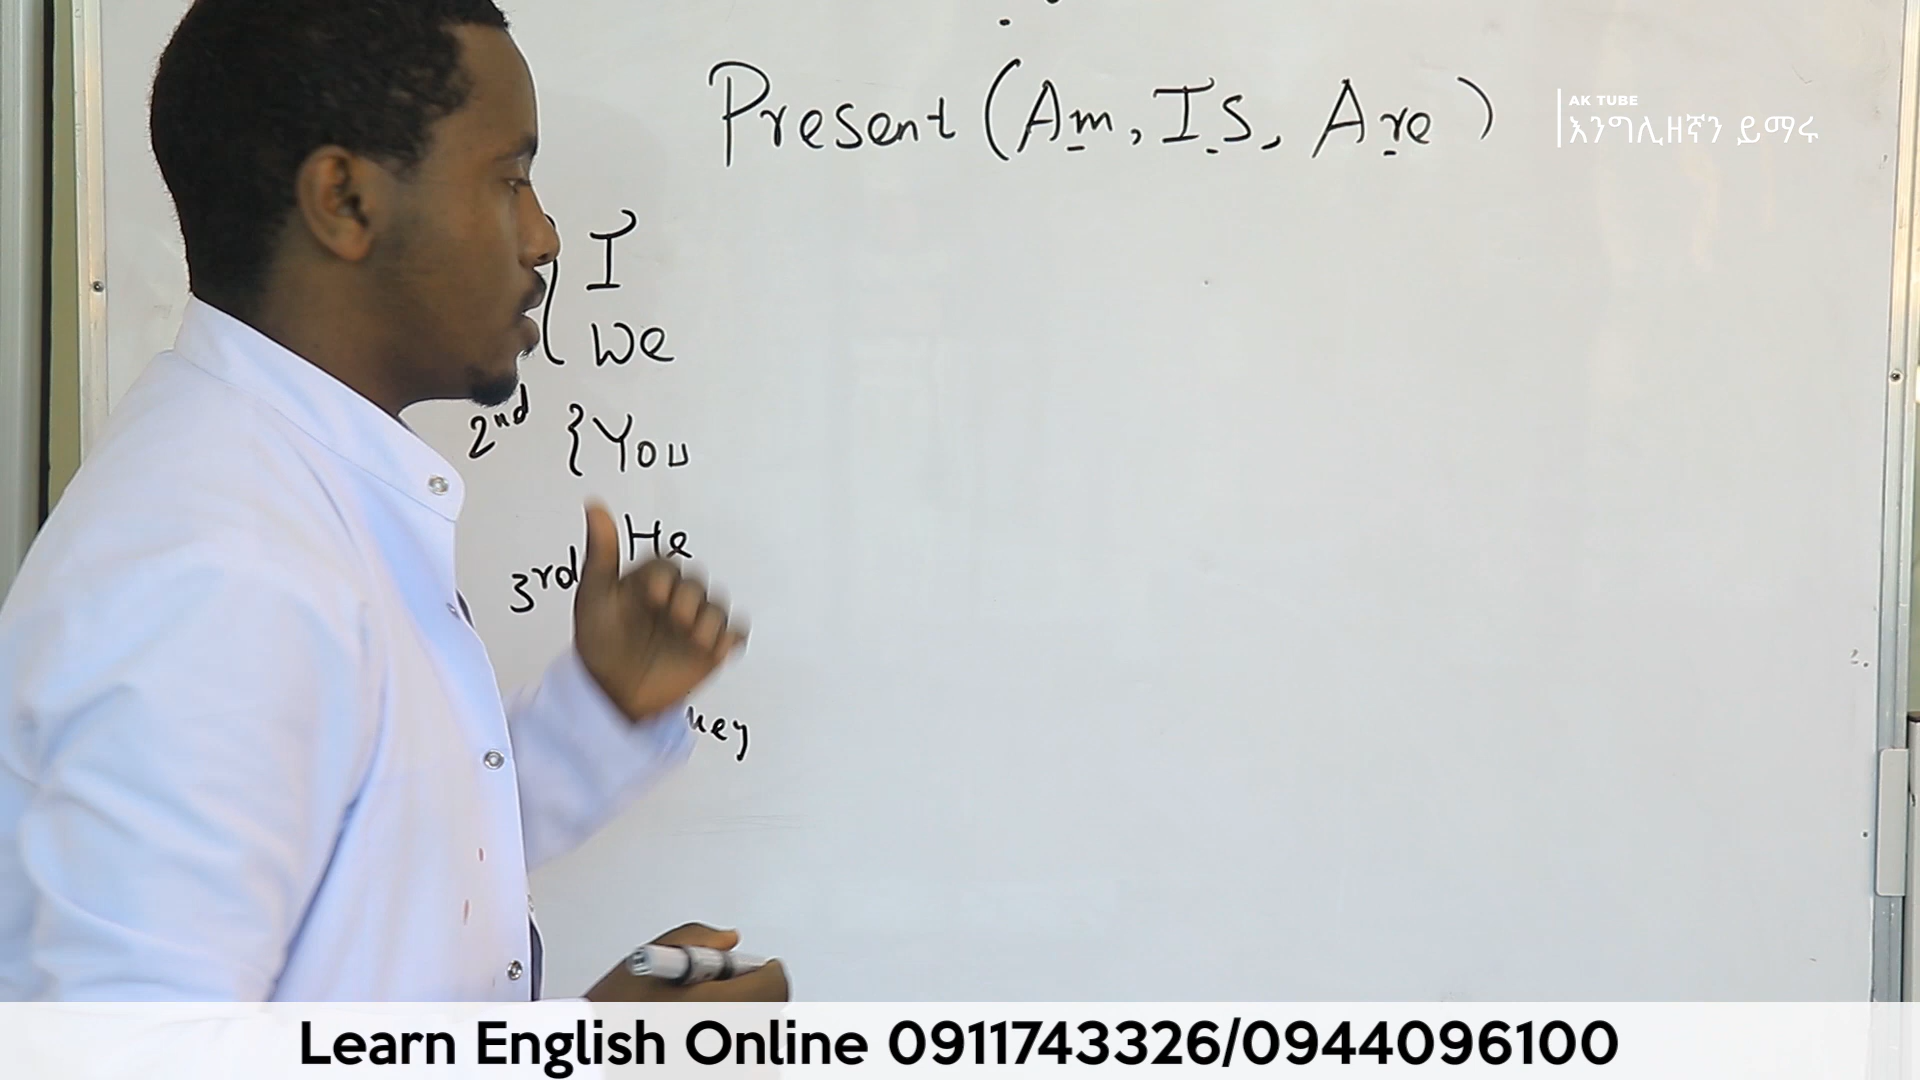 Present (Am, Is, Are)
AK TUBE
እንግሊዘኛን ይማሩ
{ I
We
2nd { You
3rd He
Learn English Online 0911743326/0944096100